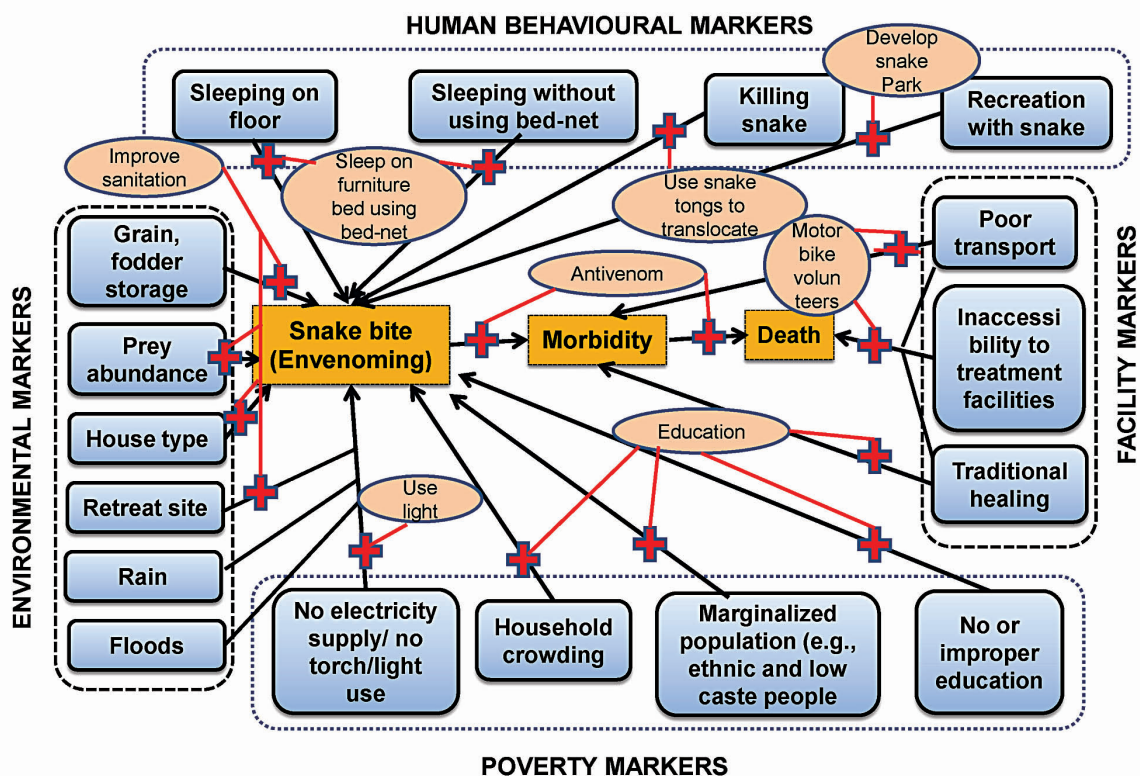 HUMAN BEHAVIOURAL MARKERS
Develop
snake
Park
Sleeping on
floor
Sleeping without
using bed-net
Killing
snake
Recreation
with snake
Improve
sanitation
Sleep on
furniture
bed using
bed-net
Use snake
tongs to
translocate
Motor
bike
volun
teers
ENVIRONMENTAL MARKERS
Grain,
fodder
storage
Prey
abundance
House type
Retreat site
Rain
Floods
Antivenom
Snake bite
(Envenoming)
Morbidity
Death
Education
Use
light
FACILITY MARKERS
Poor
transport
Inaccessi
bility to
treatment
facilities
Traditional
healing
No electricity
supply/ no
torch/light
use
Household
crowding
Marginalized
population (e.g.,
ethnic and low
caste people
No or
improper
education
POVERTY MARKERS